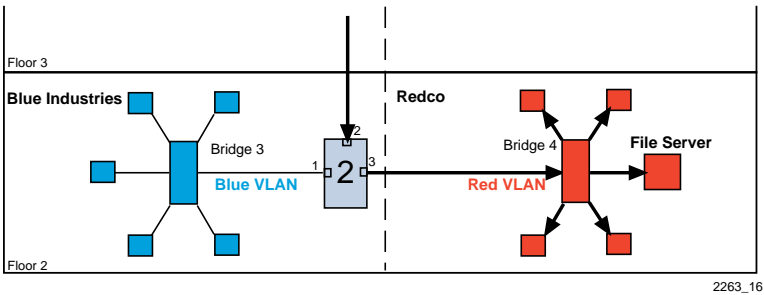 Floor 3
Blue Industries
Redco
2
Bridge 3
Bridge 4
File Server
1
2
3
Blue VLAN
Red VLAN
Floor 2
2263_16